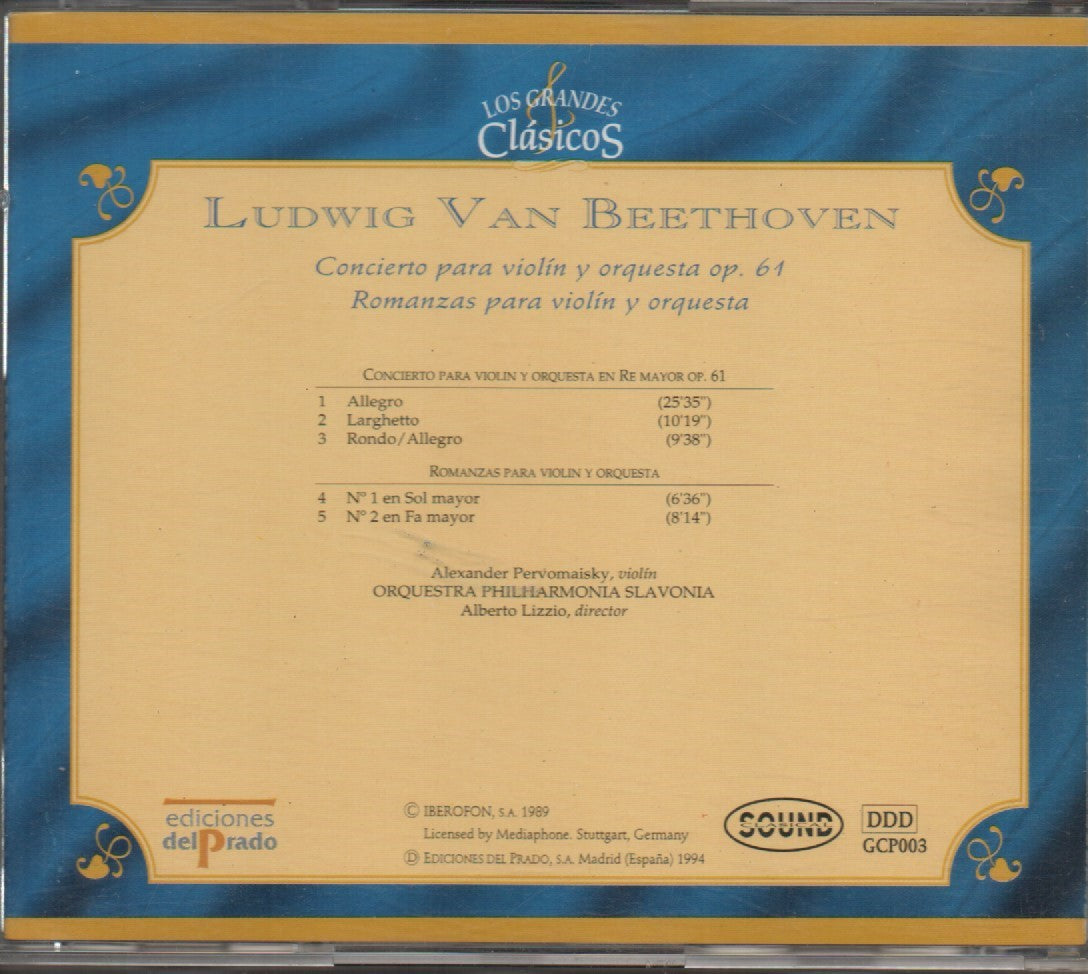 LOS GRANDES
ClásicoS
LUDWIG VAN BEETHOVEN
Concierto para violín y orquesta op. 61
Romanzas para violín y orquesta
CONCIERTO PARA VIOLIN Y ORQUESTA EN RE MAYOR OP. 61
1 Allegro (25'35")
2 Larghetto (10'19")
3 Rondo/Allegro (9'38")
ROMANZAS PARA VIOLIN Y ORQUESTA
4 Nº 1 en Sol mayor (6'36")
5 Nº 2 en Fa mayor (8'14")
Alexander Pervomaisky, violín
ORQUESTRA PHILHARMONIA SLAVONIA
Alberto Lizzio, director
ediciones
delPrado
© IBEROFON, S.A. 1989
Licensed by Mediaphone. Stuttgart, Germany
Ⓓ EDICIONES DEL PRADO, S.A. Madrid (España) 1994
SOUND
CLASSICAL
DDD
GCP003